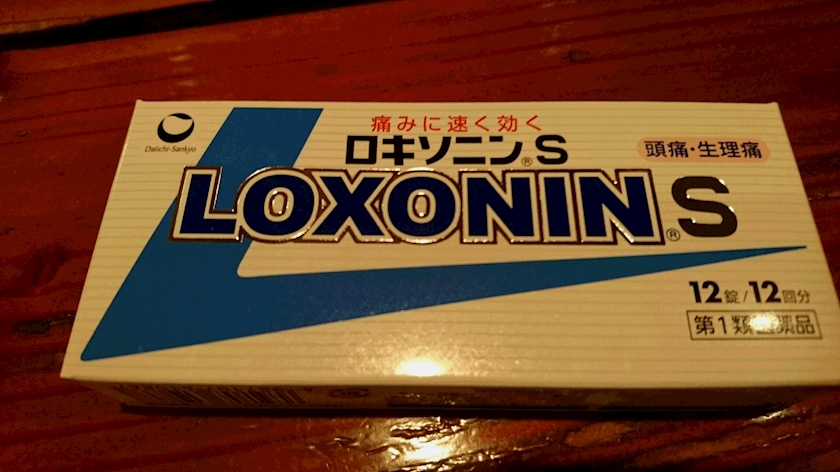 痛みに速く効く
Daiichi-Sankyo
ロキソニン®S
頭痛・生理痛
LOXONIN®S
12錠/12回分
第1類医薬品